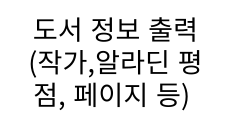 도서 정보 출력
(작가,알라딘 평
점, 페이지 등)